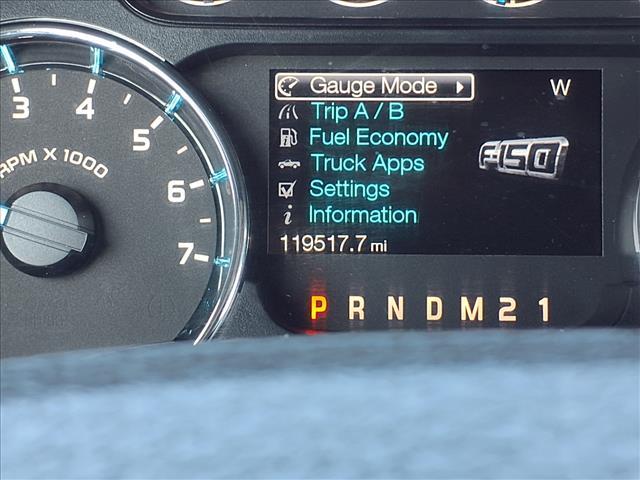 3 4 5 6 7
RPM X 1000
Gauge Mode W
Trip A / B
Fuel Economy
Truck Apps
Settings
Information
F-150
119517.7 mi
P R N D M 2 1